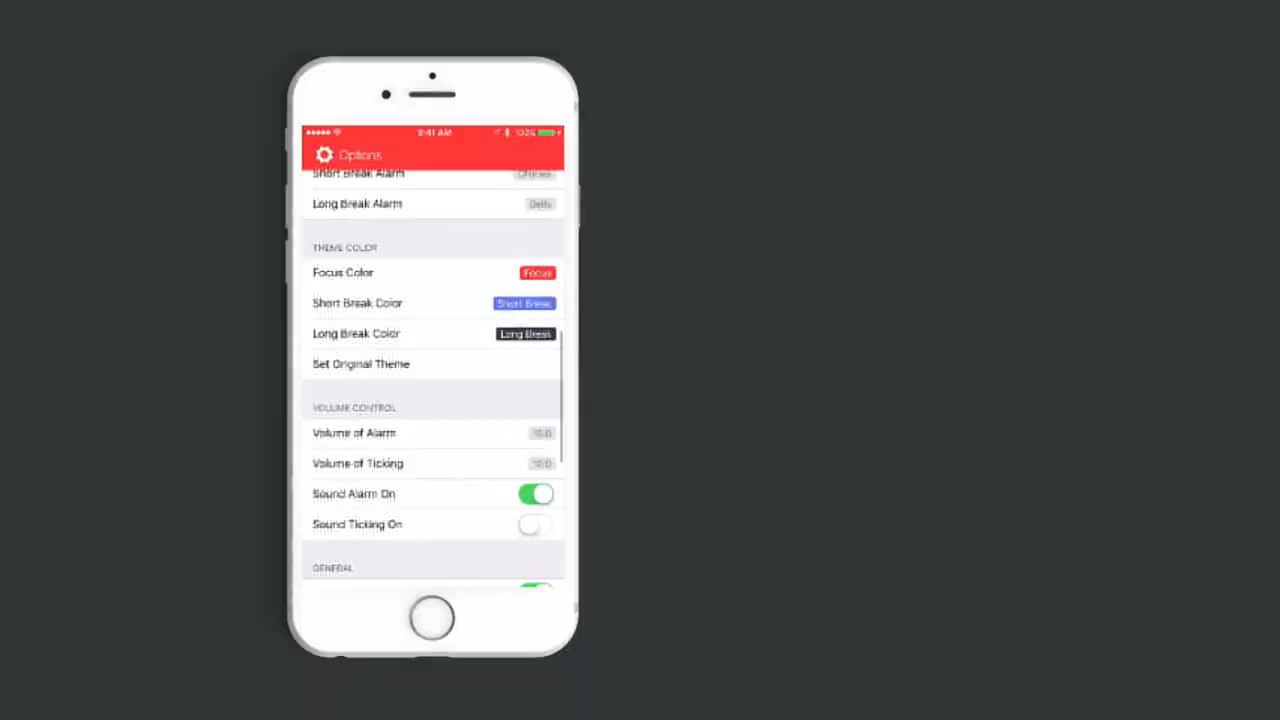 9:41 AM 100%
Options
Short Break Alarm
Long Break Alarm Bells
THEME COLOR
Focus Color Focus
Short Break Color Short Break
Long Break Color Long Break
Set Original Theme
VOLUME CONTROL
Volume of Alarm 10.0
Volume of Ticking 10.0
Sound Alarm On
Sound Ticking On
GENERAL